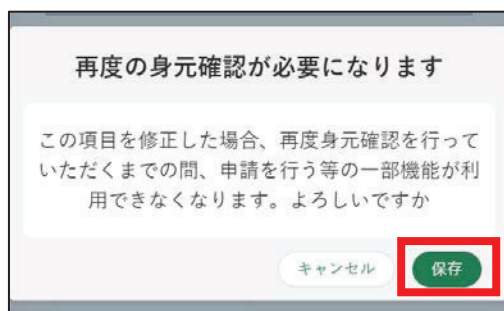 再度の身元確認が必要になります
この項目を修正した場合、再度身元確認を行って
いただくまでの間、申請を行う等の一部機能が利
用できなくなります。よろしいですか
キャンセル
保存